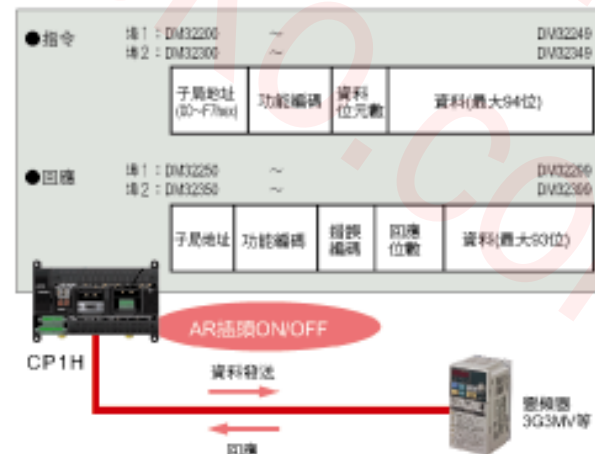 ●指令 埠1：DM32200 ～ DM32249
埠2：DM32300 ～ DM32349
子局地址 (00~F7hex) 功能編碼 資料位元數 資料(最大94位)
●回應 埠1：DM32250 ～ DM32299
埠2：DM32350 ～ DM32399
子局地址 功能編碼 錯誤編碼 回應位數 資料(最大93位)
AR插頭ON/OFF
CP1H
資料發送
回應
變頻器
3G3MV等